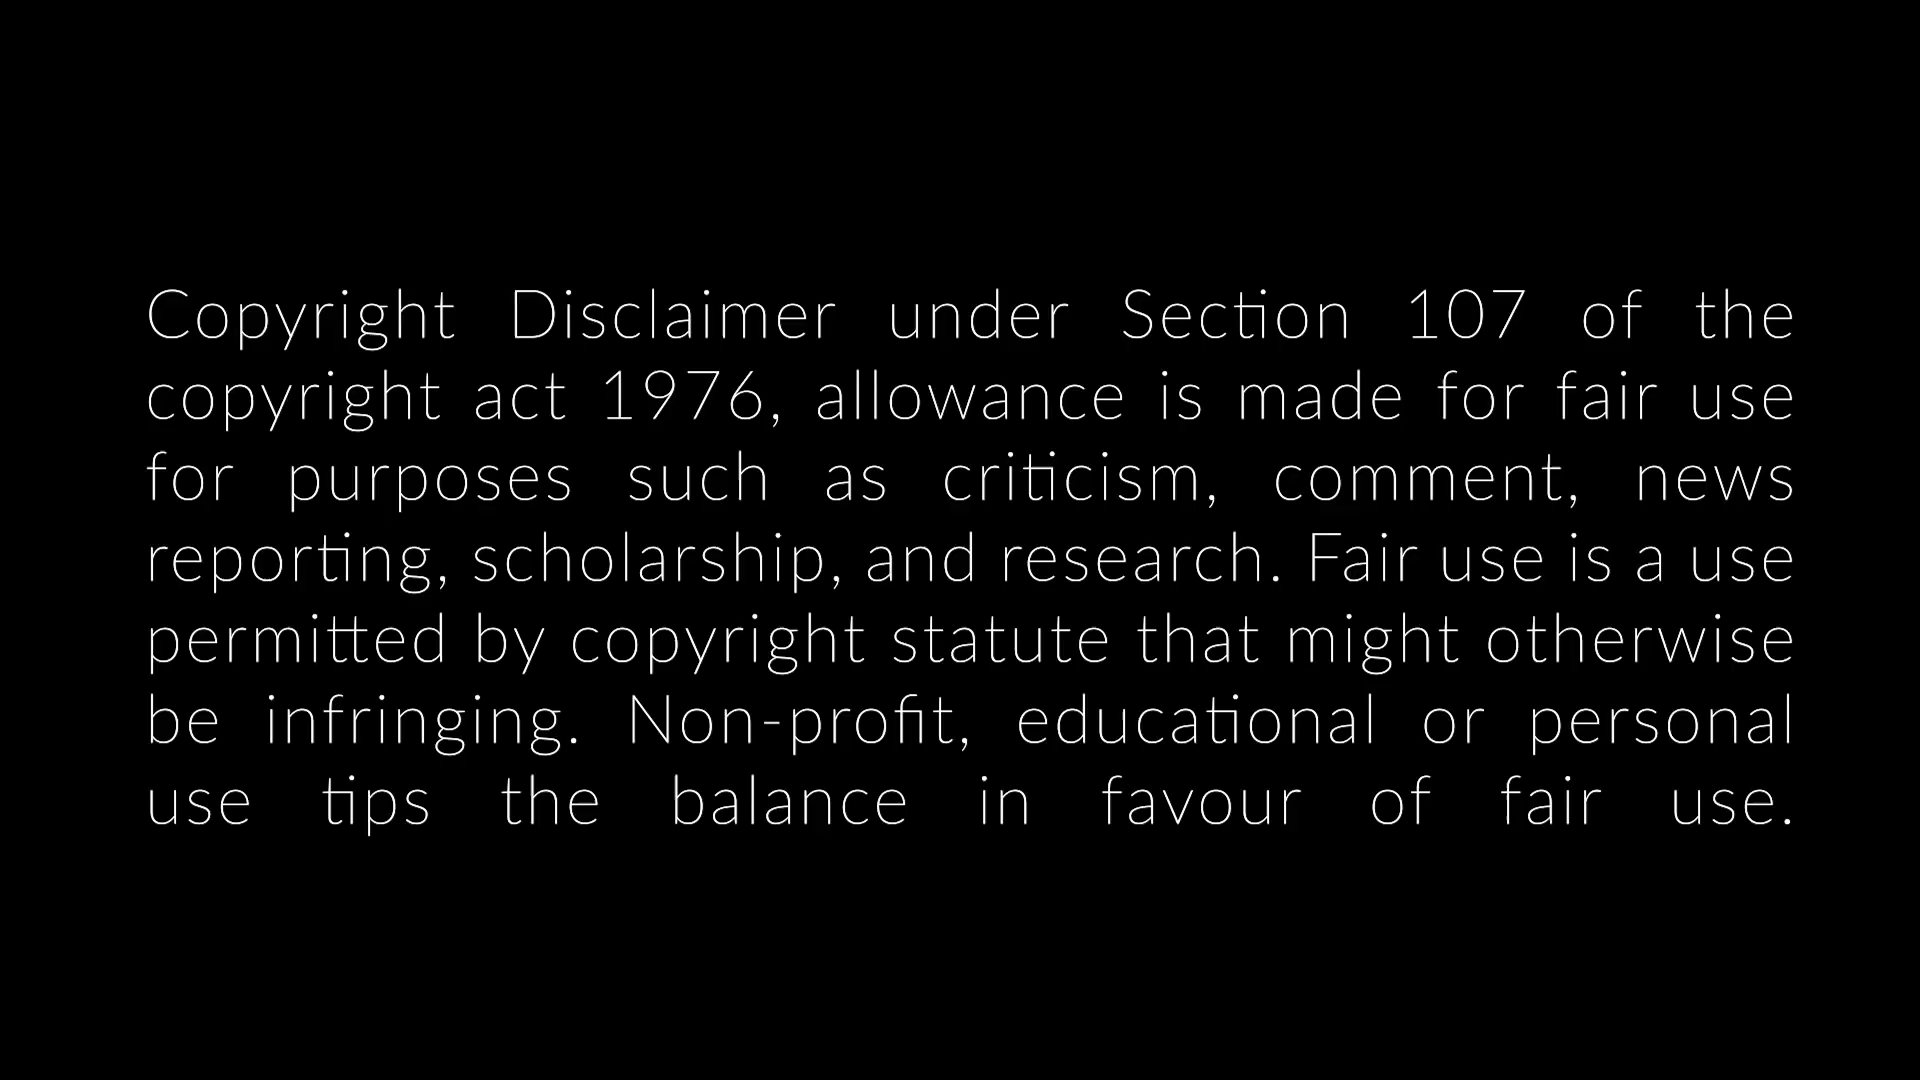 Copyright Disclaimer under Section 107 of the
copyright act 1976, allowance is made for fair use
for purposes such as criticism, comment, news
reporting, scholarship, and research. Fair use is a use
permitted by copyright statute that might otherwise
be infringing. Non-profit, educational or personal
use tips the balance in favour of fair use.